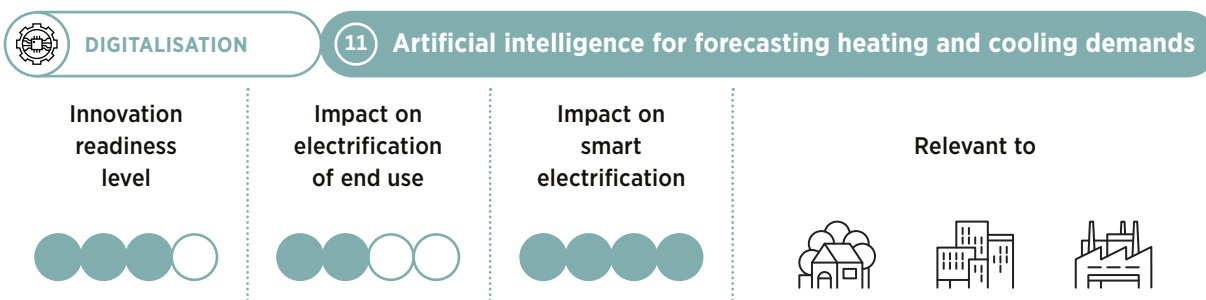 DIGITALISATION
11 Artificial intelligence for forecasting heating and cooling demands
Innovation
readiness
level
Impact on
electrification
of end use
Impact on
smart
electrification
Relevant to